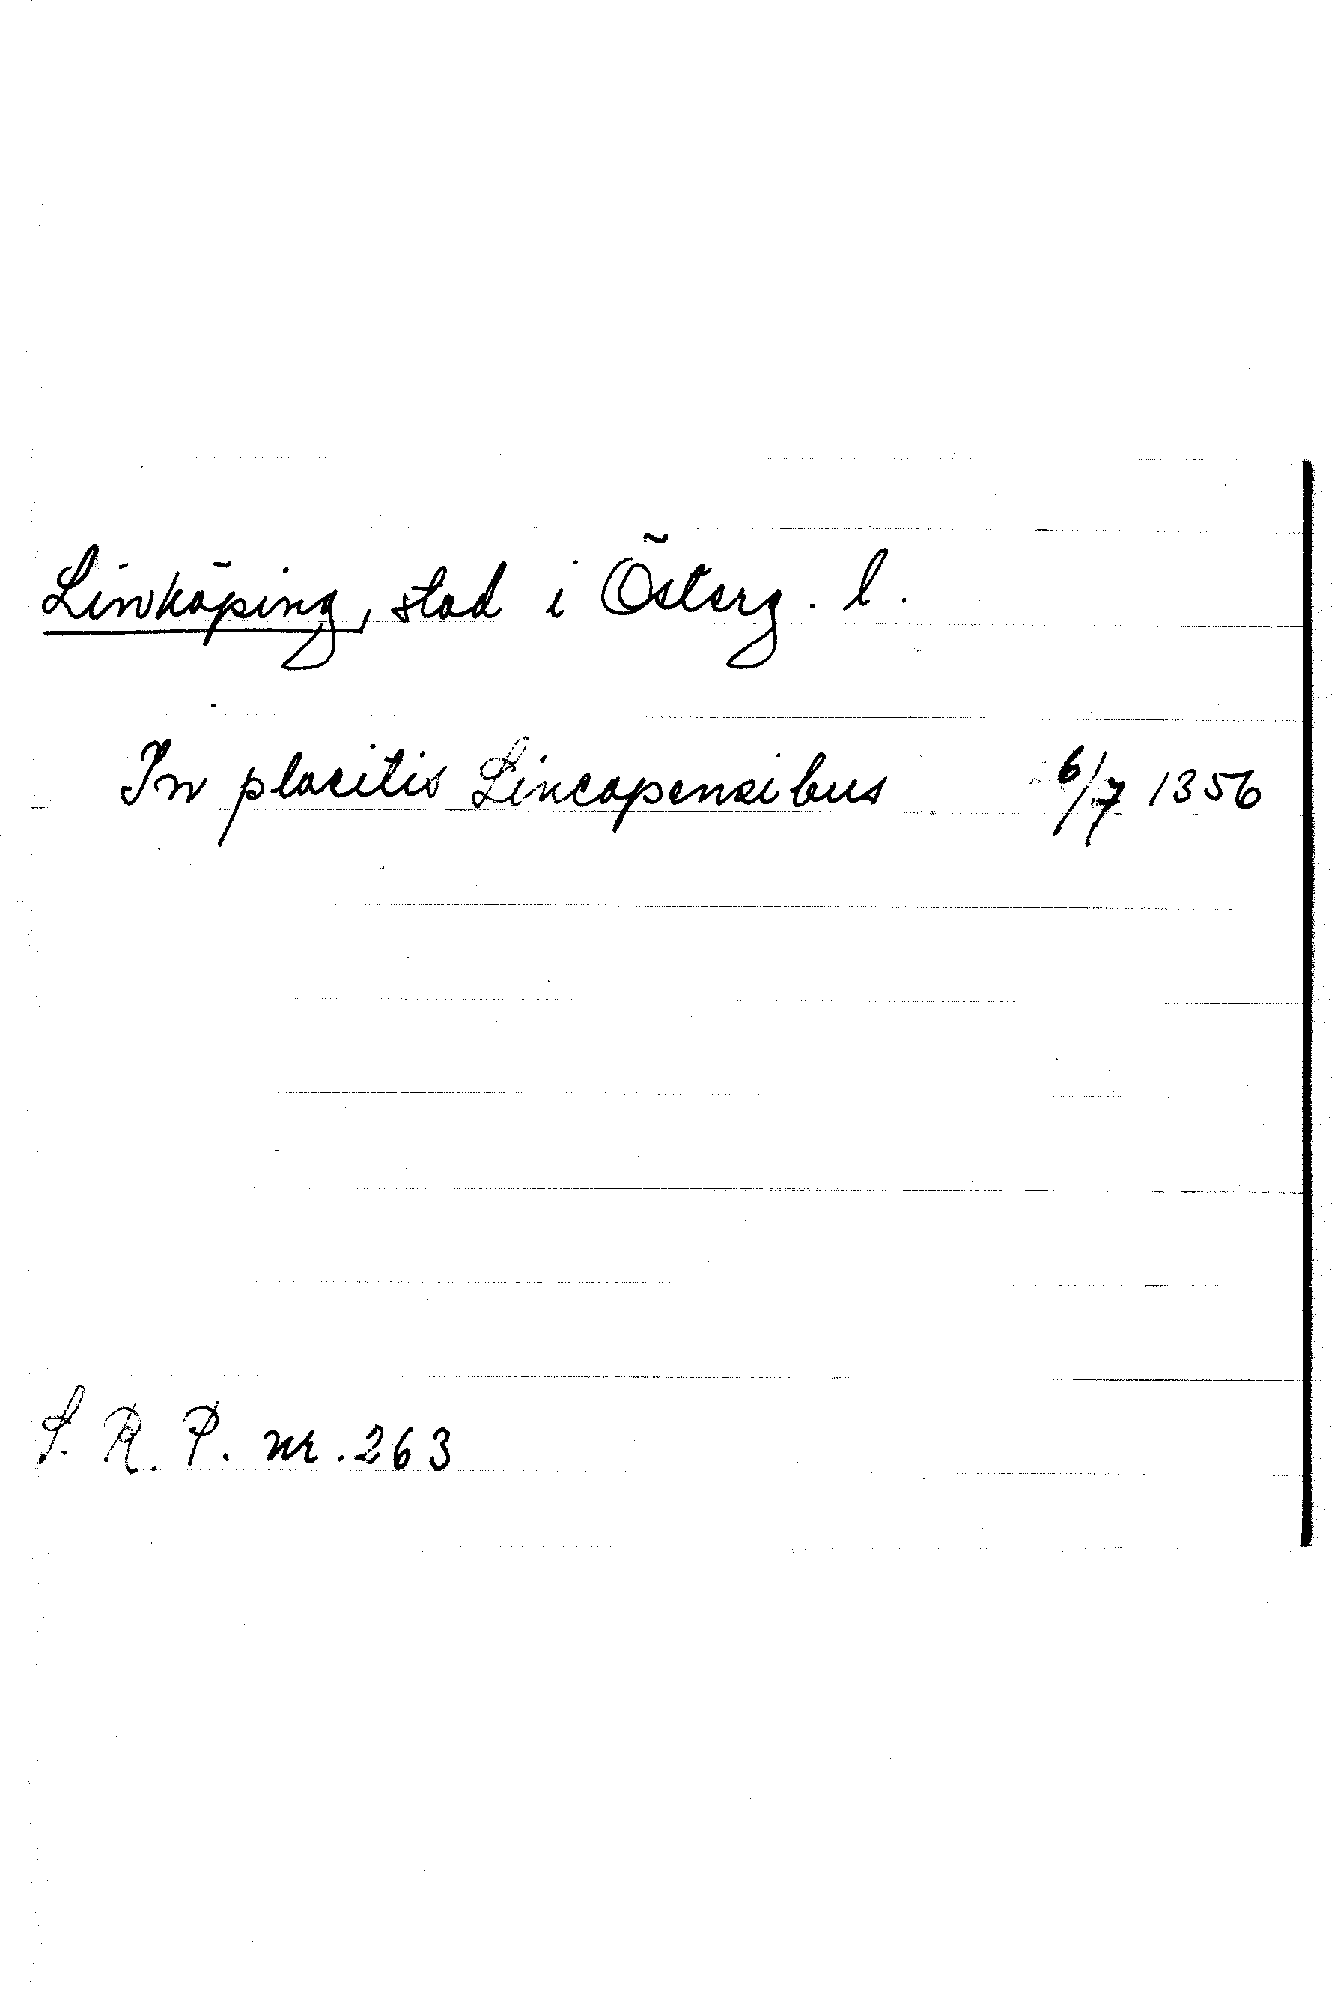 Linköping, stad i Österg. l.
In placitis Lincopensibus 6/7 1356
S. R. P. nr. 263